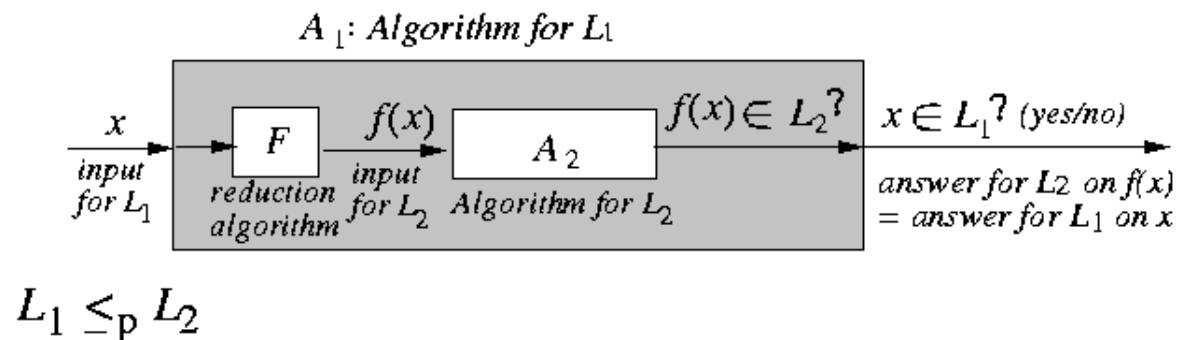 A₁: Algorithm for L₁
x
input
for L₁
F
reduction
algorithm
f(x)
input
for L₂
A₂
Algorithm for L₂
f(x) ∈ L₂?
x ∈ L₁? (yes/no)
answer for L₂ on f(x)
= answer for L₁ on x
L₁ ≤ₚ L₂